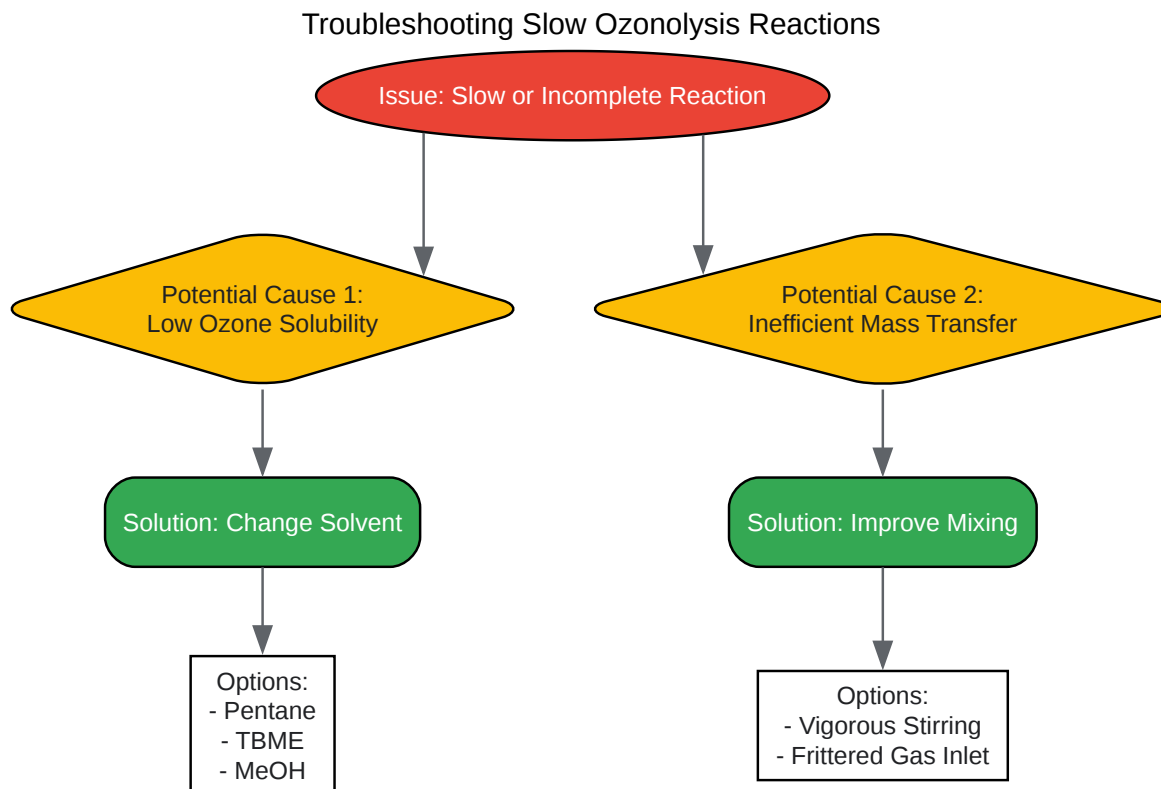 Troubleshooting Slow Ozonolysis Reactions
Issue: Slow or Incomplete Reaction
Potential Cause 1:
Low Ozone Solubility
Potential Cause 2:
Inefficient Mass Transfer
Solution: Change Solvent
Solution: Improve Mixing
Options:
- Pentane
- TBME
- MeOH
Options:
- Vigorous Stirring
- Frittered Gas Inlet